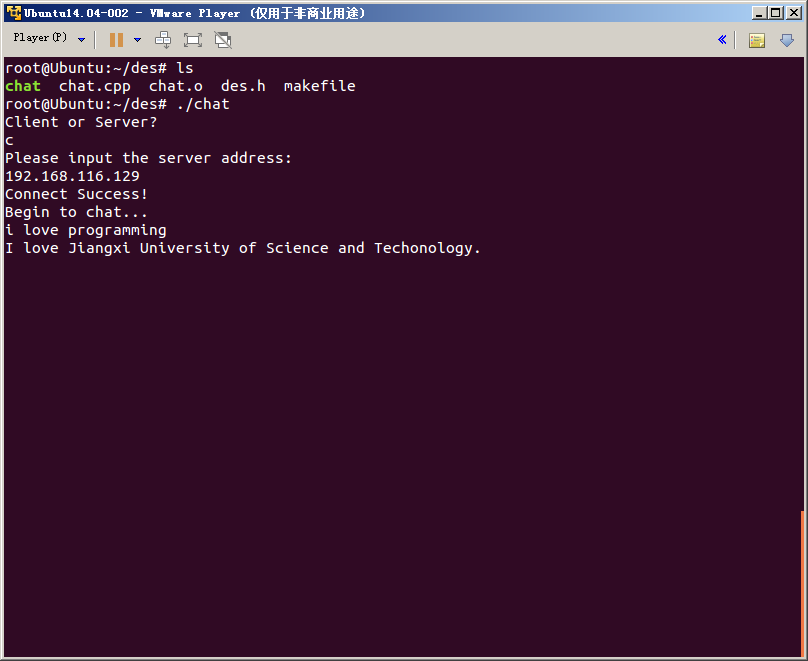 Ubuntu14.04-002 - VMware Player (仅用于非商业用途)
Player(P)
root@Ubuntu:~/des# ls
chat  chat.cpp  chat.o  des.h  makefile
root@Ubuntu:~/des# ./chat
Client or Server?
c
Please input the server address:
192.168.116.129
Connect Success!
Begin to chat...
i love programming
I love Jiangxi University of Science and Techonology.